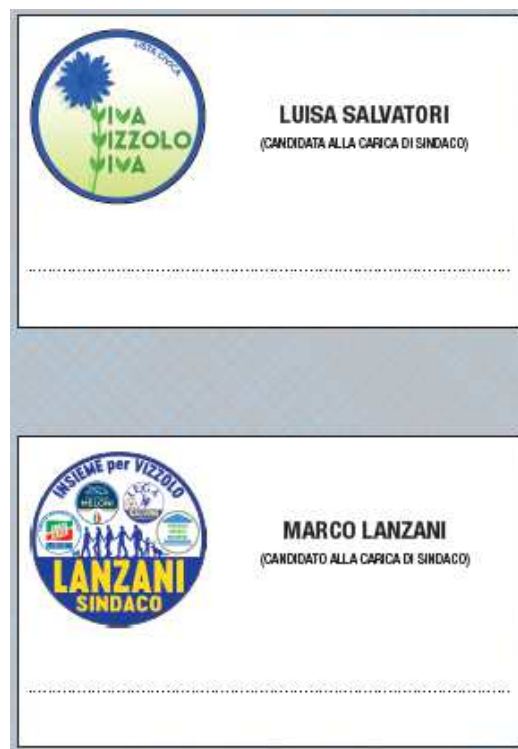 LISTA CIVICA
VIVA
VIZZOLO
VIVA
LUISA SALVATORI
(CANDIDATA ALLA CARICA DI SINDACO)
INSIEME per VIZZOLO
MELONI
LEGA
LANZANI
SINDACO
MARCO LANZANI
(CANDIDATO ALLA CARICA DI SINDACO)